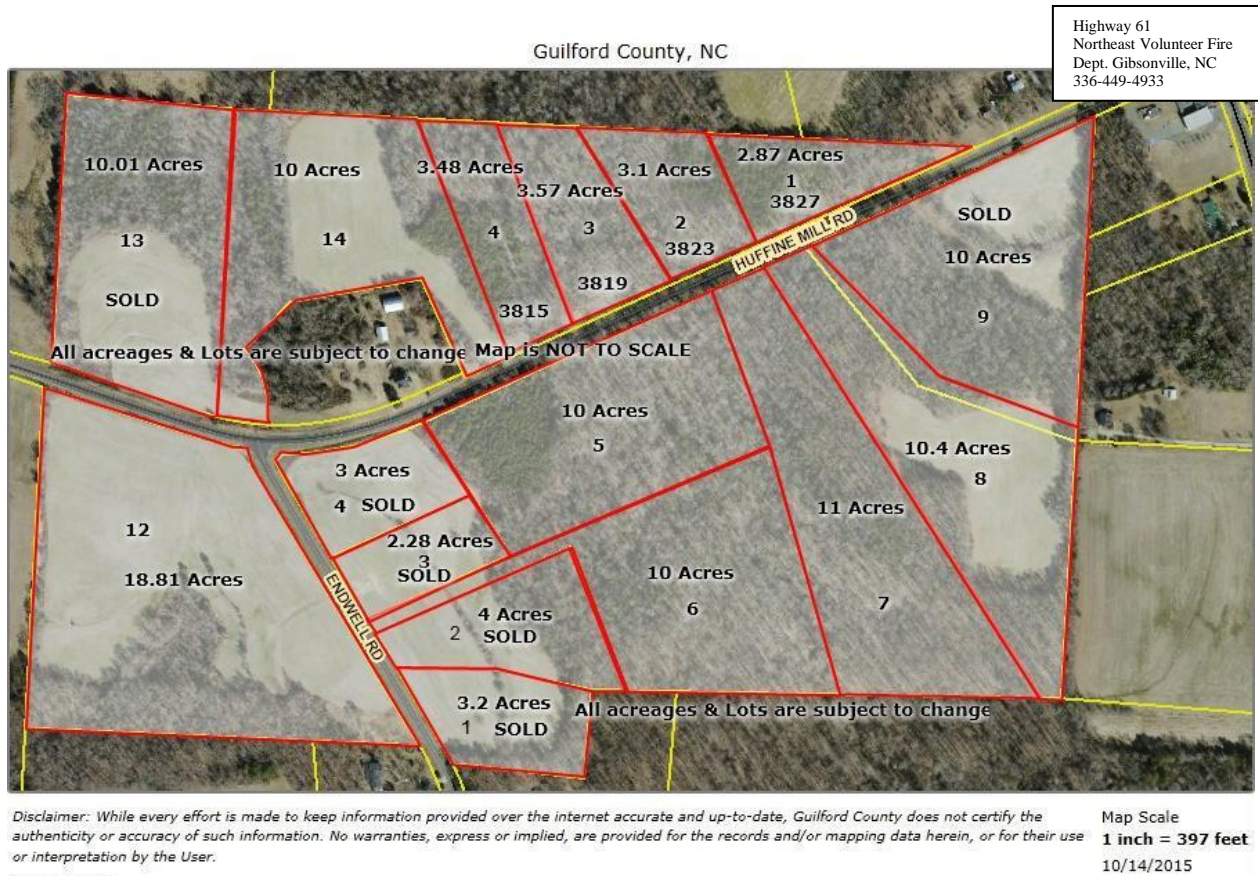 Highway 61
Northeast Volunteer Fire
Dept. Gibsonville, NC
336-449-4933
Guilford County, NC
10.01 Acres
13
SOLD
10 Acres
14
3.48 Acres
4
3815
3.57 Acres
3
3819
3.1 Acres
2
3823
2.87 Acres
1
3827
HUFFINE MILL RD
SOLD
10 Acres
9
All acreages & Lots are subject to change
Map is NOT TO SCALE
10 Acres
5
10.4 Acres
8
3 Acres
4 SOLD
11 Acres
7
12
18.81 Acres
2.28 Acres
3
SOLD
ENDWELL RD
10 Acres
6
4 Acres
2 SOLD
3.2 Acres
1 SOLD
All acreages & Lots are subject to change
Disclaimer: While every effort is made to keep information provided over the internet accurate and up-to-date, Guilford County does not certify the
authenticity or accuracy of such information. No warranties, express or implied, are provided for the records and/or mapping data herein, or for their use
or interpretation by the User.
Map Scale
1 inch = 397 feet
10/14/2015